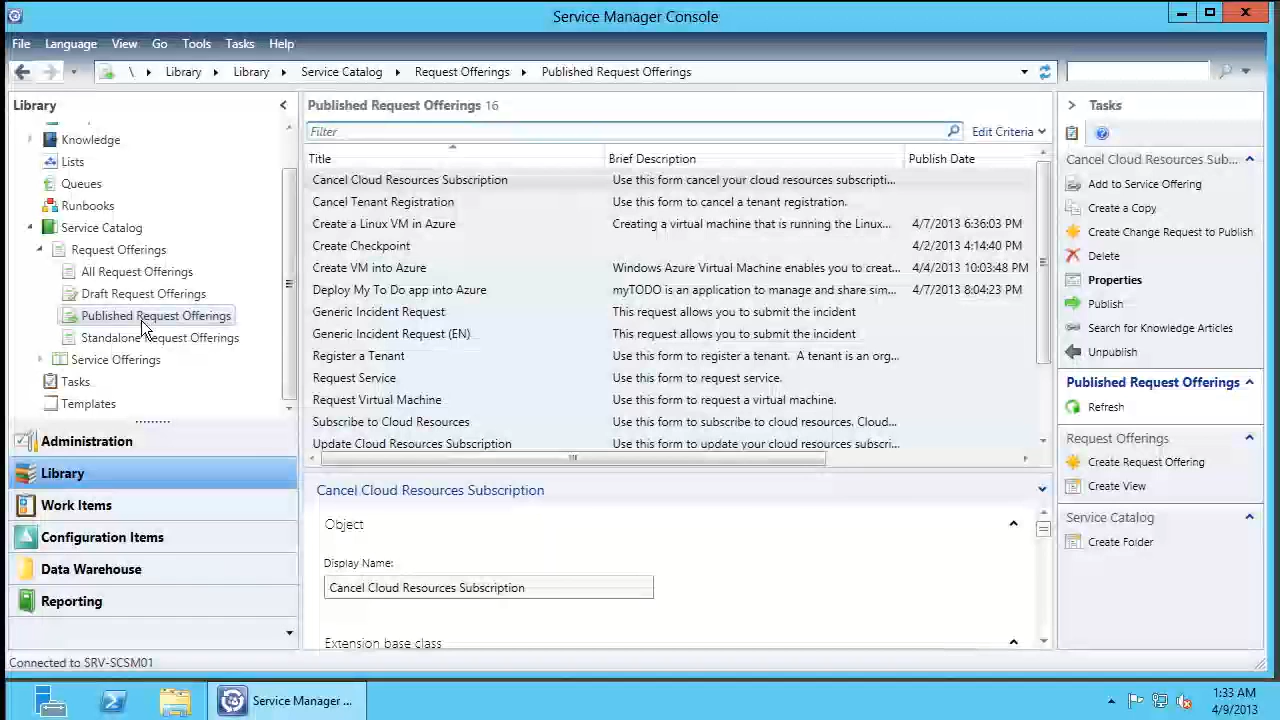 Service Manager Console
File Language View Go Tools Tasks Help
\ Library Library Service Catalog Request Offerings Published Request Offerings
Library
Knowledge
Lists
Queues
Runbooks
Service Catalog
Request Offerings
All Request Offerings
Draft Request Offerings
Published Request Offerings
Standalone Request Offerings
Service Offerings
Tasks
Templates
Administration
Library
Work Items
Configuration Items
Data Warehouse
Reporting
Published Request Offerings 16
Filter
Edit Criteria
Title Brief Description Publish Date
Cancel Cloud Resources Subscription Use this form cancel your cloud resources subscripti...
Cancel Tenant Registration Use this form to cancel a tenant registration.
Create a Linux VM in Azure Creating a virtual machine that is running the Linux... 4/7/2013 6:36:03 PM
Create Checkpoint 4/2/2013 4:14:40 PM
Create VM into Azure Windows Azure Virtual Machine enables you to creat... 4/4/2013 10:03:48 PM
Deploy My To Do app into Azure myTODO is an application to manage and share sim... 4/7/2013 8:04:23 PM
Generic Incident Request This request allows you to submit the incident
Generic Incident Request (EN) This request allows you to submit the incident
Register a Tenant Use this form to register a tenant. A tenant is an org...
Request Service Use this form to request service.
Request Virtual Machine Use this form to request a virtual machine.
Subscribe to Cloud Resources Use this form to subscribe to cloud resources. Cloud...
Update Cloud Resources Subscription Use this form to update your cloud resources subscri...
Cancel Cloud Resources Subscription
Object
Display Name:
Cancel Cloud Resources Subscription
Extension base class
Tasks
Cancel Cloud Resources Sub...
Add to Service Offering
Create a Copy
Create Change Request to Publish
Delete
Properties
Publish
Search for Knowledge Articles
Unpublish
Published Request Offerings
Refresh
Request Offerings
Create Request Offering
Create View
Service Catalog
Create Folder
Connected to SRV-SCSM01
Service Manager ...
1:33 AM
4/9/2013